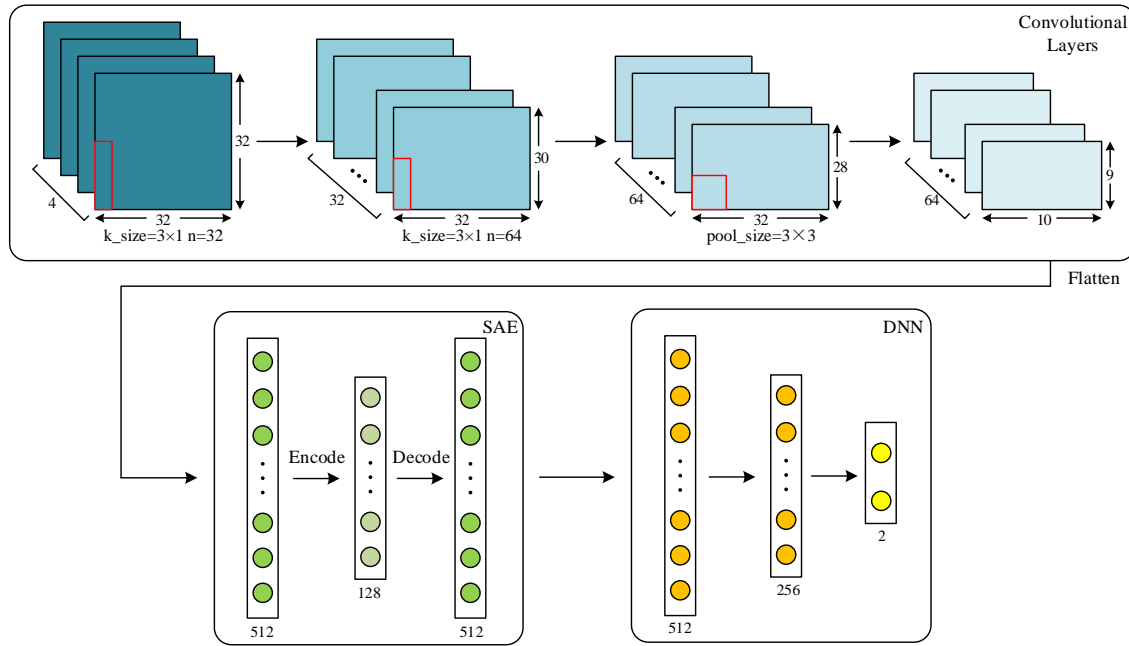 Convolutional
Layers
32
30
28
9
4
32
64
64
32
32
32
10
k_size=3×1 n=32
k_size=3×1 n=64
pool_size=3×3
Flatten
SAE
DNN
Encode
Decode
128
256
2
512
512
512